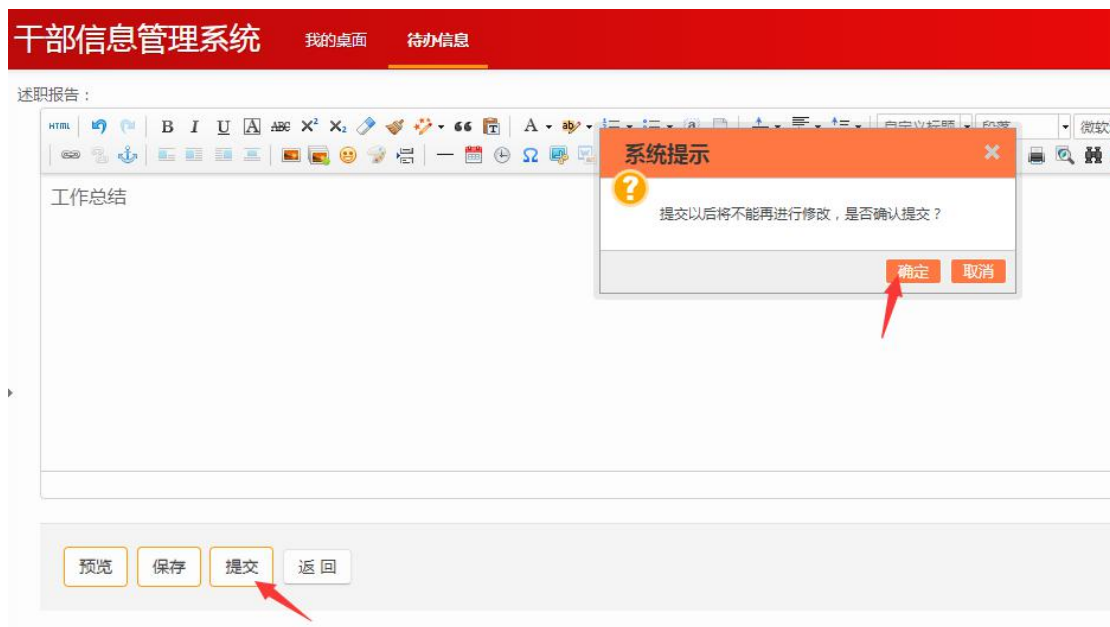 干部信息管理系统 我的桌面 待办信息
述职报告：
HTML B I U A ABC X² X₂ 66 T A ab 自定义标题 段落 微软
Ω
工作总结
系统提示
提交以后将不能再进行修改，是否确认提交？
确定 取消
预览 保存 提交 返回